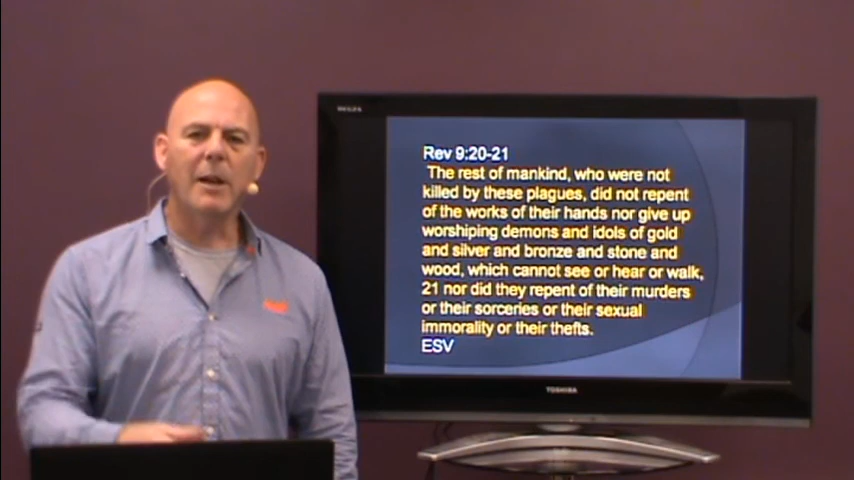 Rev 9:20-21
The rest of mankind, who were not
killed by these plagues, did not repent
of the works of their hands nor give up
worshiping demons and idols of gold
and silver and bronze and stone and
wood, which cannot see or hear or walk,
21 nor did they repent of their murders
or their sorceries or their sexual
immorality or their thefts.
ESV
TOSHIBA